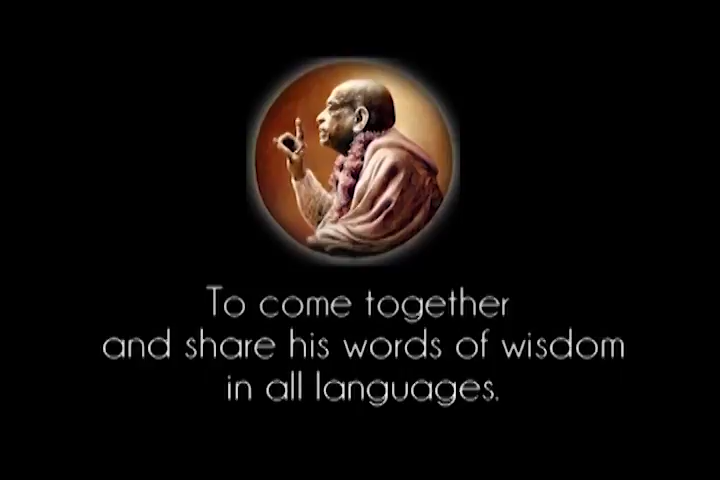 To come together
and share his words of wisdom
in all languages.